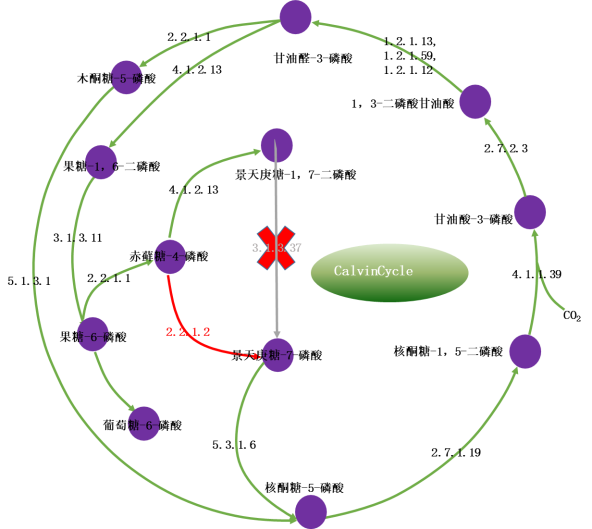 2.2.1.1
1.2.1.13,
1.2.1.59,
1.2.1.12
甘油醛-3-磷酸
4.1.2.13
木酮糖-5-磷酸
1，3-二磷酸甘油酸
2.7.2.3
果糖-1，6-二磷酸
景天庚糖-1，7-二磷酸
4.1.2.13
甘油酸-3-磷酸
3.1.3.11
3.1.3.37
赤藓糖-4-磷酸
CalvinCycle
4.1.1.39
5.1.3.1
2.2.1.1
CO2
2.2.1.2
果糖-6-磷酸
景天庚糖-7-磷酸
核酮糖-1，5-二磷酸
葡萄糖-6-磷酸
5.3.1.6
2.7.1.19
核酮糖-5-磷酸